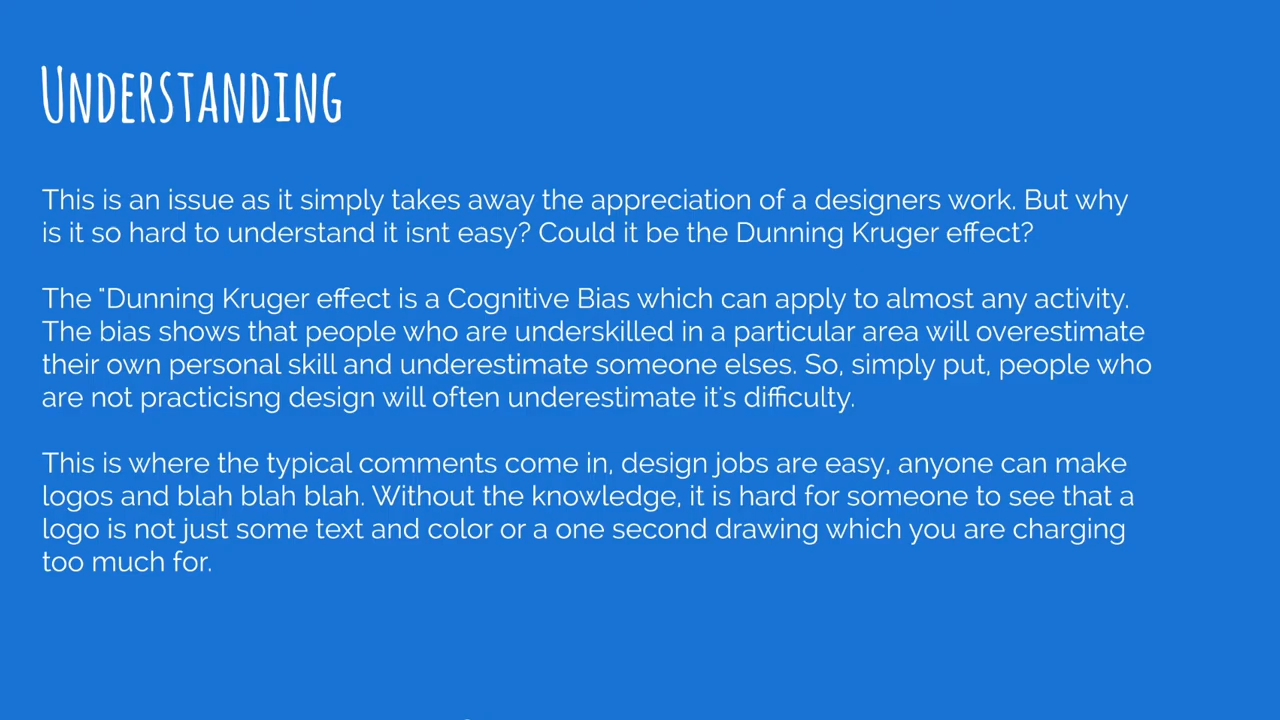 Understanding
This is an issue as it simply takes away the appreciation of a designers work. But why
is it so hard to understand it isnt easy? Could it be the Dunning Kruger effect?
The "Dunning Kruger effect is a Cognitive Bias which can apply to almost any activity.
The bias shows that people who are underskilled in a particular area will overestimate
their own personal skill and underestimate someone elses. So, simply put, people who
are not practicisng design will often underestimate it's difficulty.
This is where the typical comments come in, design jobs are easy, anyone can make
logos and blah blah blah. Without the knowledge, it is hard for someone to see that a
logo is not just some text and color or a one second drawing which you are charging
too much for.